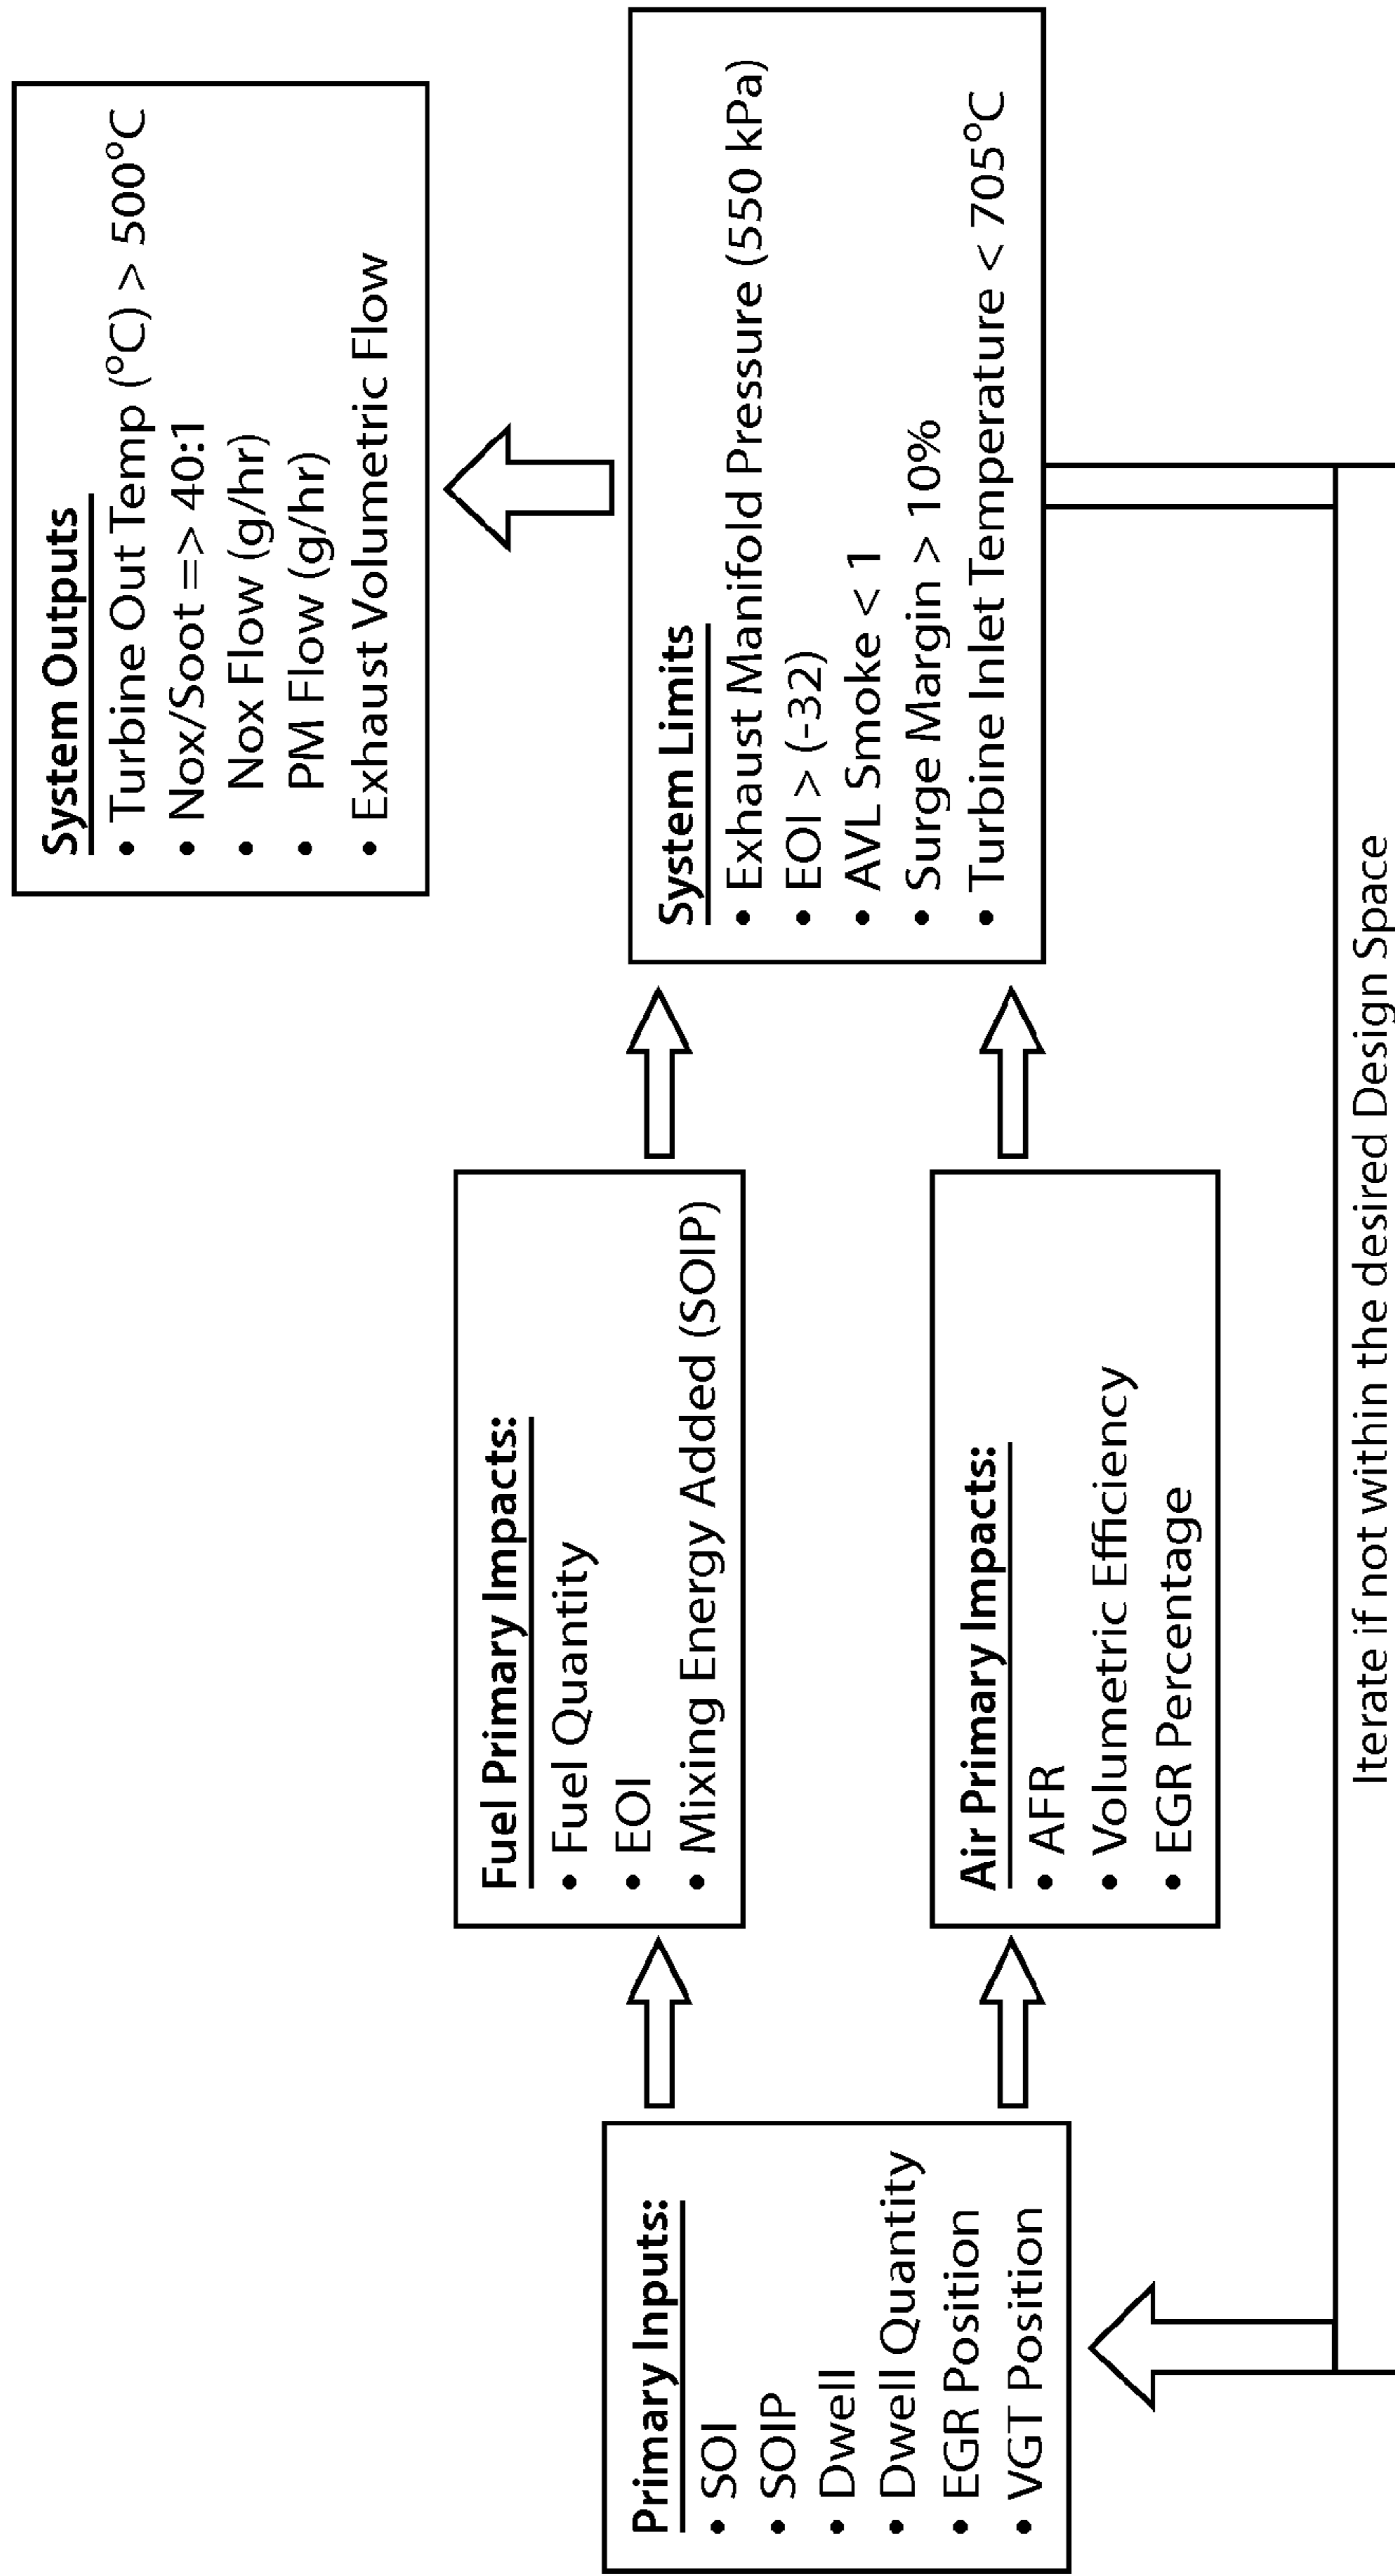 Primary Inputs:
• SOI
• SOIP
• Dwell
• Dwell Quantity
• EGR Position
• VGT Position
Fuel Primary Impacts:
• Fuel Quantity
• EOI
• Mixing Energy Added (SOIP)
Air Primary Impacts:
• AFR
• Volumetric Efficiency
• EGR Percentage
System Limits
• Exhaust Manifold Pressure (550 kPa)
• EOI > (-32)
• AVL Smoke < 1
• Surge Margin > 10%
• Turbine Inlet Temperature < 705°C
System Outputs
• Turbine Out Temp (°C) > 500°C
• Nox/Soot => 40:1
• Nox Flow (g/hr)
• PM Flow (g/hr)
• Exhaust Volumetric Flow
Iterate if not within the desired Design Space